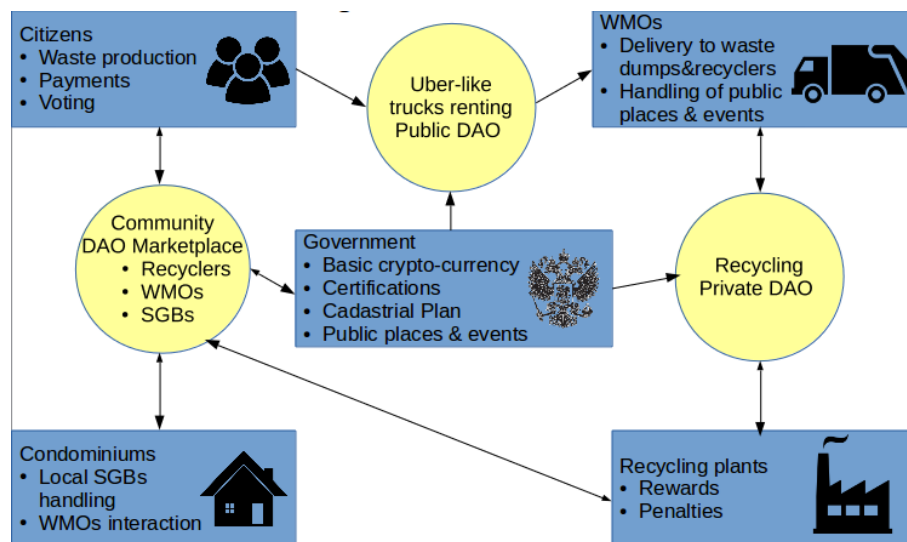 Citizens
• Waste production
• Payments
• Voting
Uber-like
trucks renting
Public DAO
WMOs
• Delivery to waste
dumps&recyclers
• Handling of public
places & events
Community
DAO Marketplace
• Recyclers
• WMOs
• SGBs
Government
• Basic crypto-currency
• Certifications
• Cadastrial Plan
• Public places & events
Recycling
Private DAO
Condominiums
• Local SGBs
handling
• WMOs interaction
Recycling plants
• Rewards
• Penalties